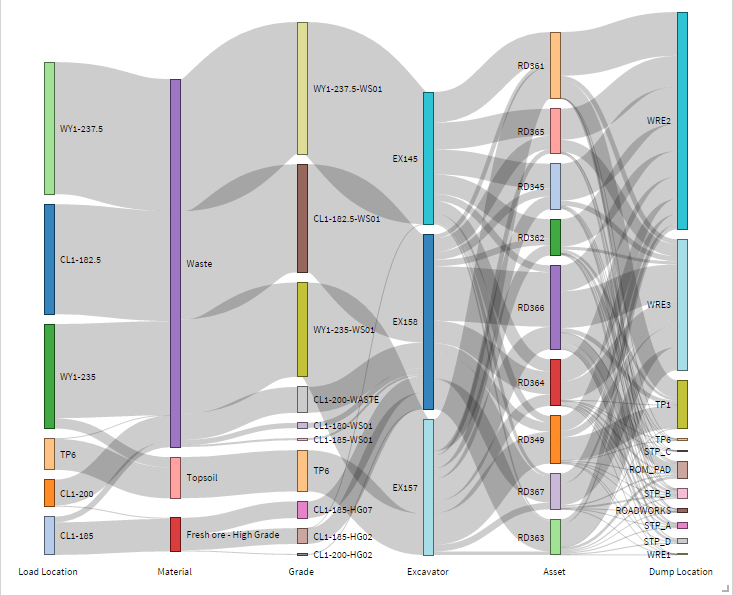 WY1-237.5
CL1-182.5
WY1-235
TP6
CL1-200
CL1-185
Load Location
Waste
Topsoil
Fresh ore - High Grade
Material
WY1-237.5-WS01
CL1-182.5-WS01
WY1-235-WS01
CL1-200-WASTE
CL1-180-WS01
CL1-185-WS01
TP6
CL1-185-HG07
CL1-185-HG02
CL1-200-HG02
Grade
EX145
EX158
EX157
Excavator
RD361
RD365
RD345
RD362
RD366
RD364
RD349
RD367
RD363
Asset
WRE2
WRE3
TP1
TP6
STP_C
ROM_PAD
STP_B
ROADWORKS
STP_A
STP_D
WRE1
Dump Location